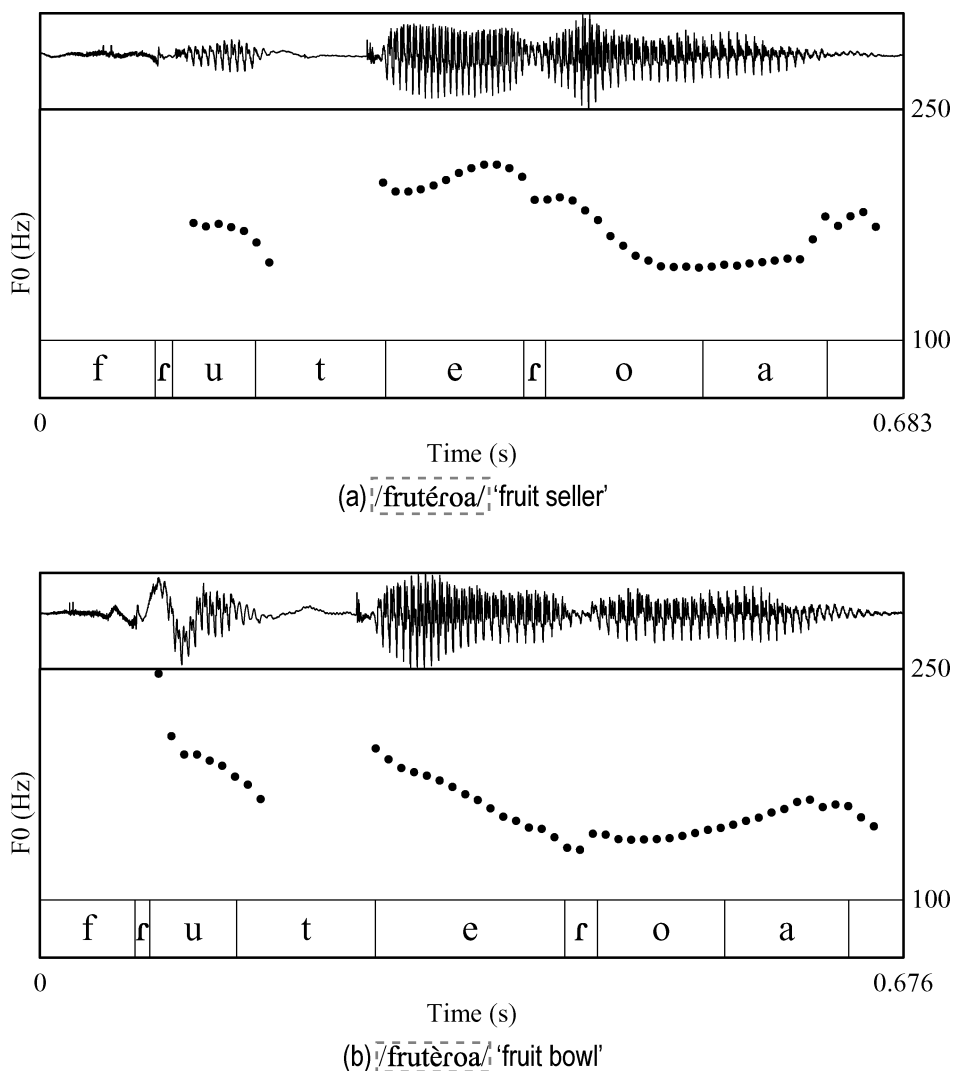 250
F0 (Hz)
100
f ɾ u t e ɾ o a
0 0.683
Time (s)
(a) /frutéɾoa/ ‘fruit seller’
250
F0 (Hz)
100
f ɾ u t e ɾ o a
0 0.676
Time (s)
(b) /frutèɾoa/ ‘fruit bowl’